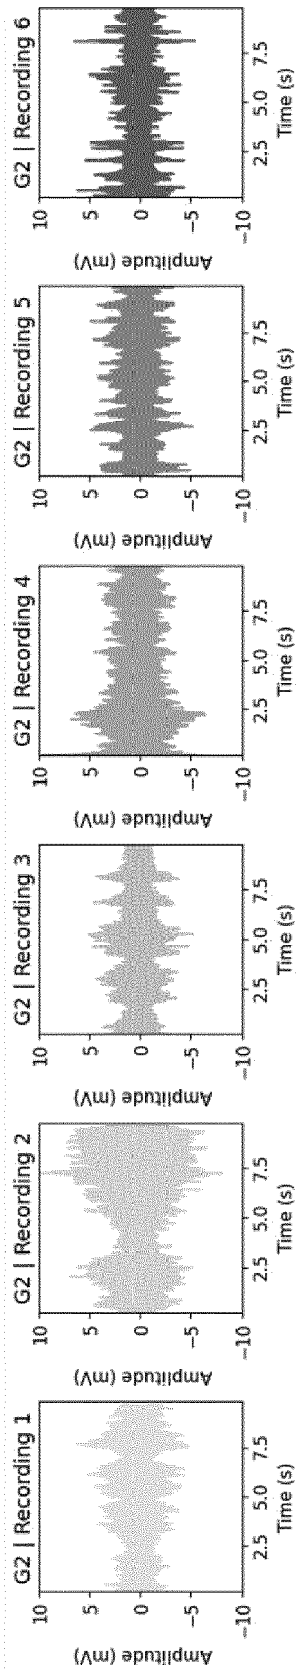 G2 | Recording 1
10
5
0
−5
−10
Amplitude (mV)
2.5 5.0 7.5
Time (s)
G2 | Recording 2
10
5
0
−5
−10
Amplitude (mV)
2.5 5.0 7.5
Time (s)
G2 | Recording 3
10
5
0
−5
−10
Amplitude (mV)
2.5 5.0 7.5
Time (s)
G2 | Recording 4
10
5
0
−5
−10
Amplitude (mV)
2.5 5.0 7.5
Time (s)
G2 | Recording 5
10
5
0
−5
−10
Amplitude (mV)
2.5 5.0 7.5
Time (s)
G2 | Recording 6
10
5
0
−5
−10
Amplitude (mV)
2.5 5.0 7.5
Time (s)